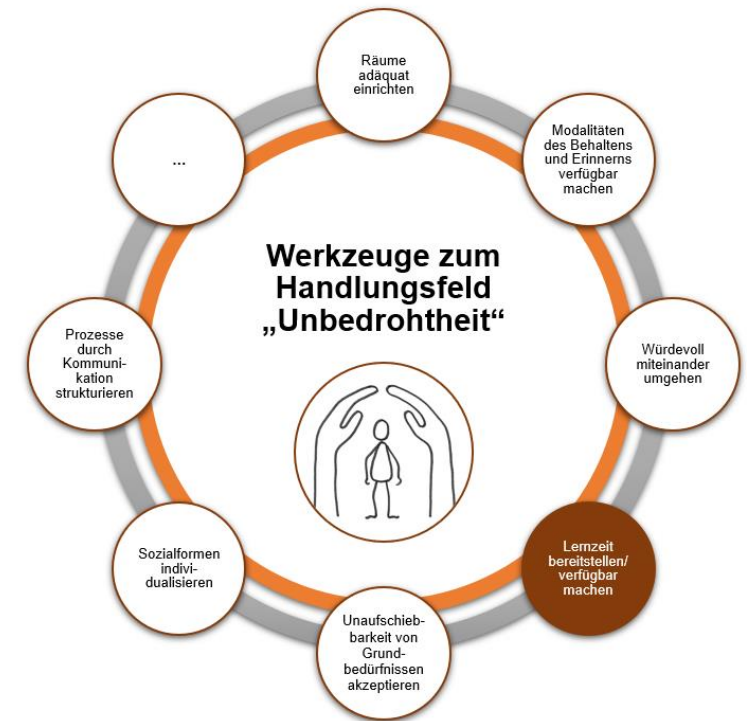 Räume
adäquat
einrichten
Modalitäten
des Behaltens
und Erinnerns
verfügbar
machen
...
Werkzeuge zum
Handlungsfeld
„Unbedrohtheit“
Würdevoll
miteinander
umgehen
Prozesse
durch
Kommuni-
kation
strukturieren
Lernzeit
bereitstellen/
verfügbar
machen
Sozialformen
indivi-
dualisieren
Unaufschieb-
barkeit von
Grund-
bedürfnissen
akzeptieren